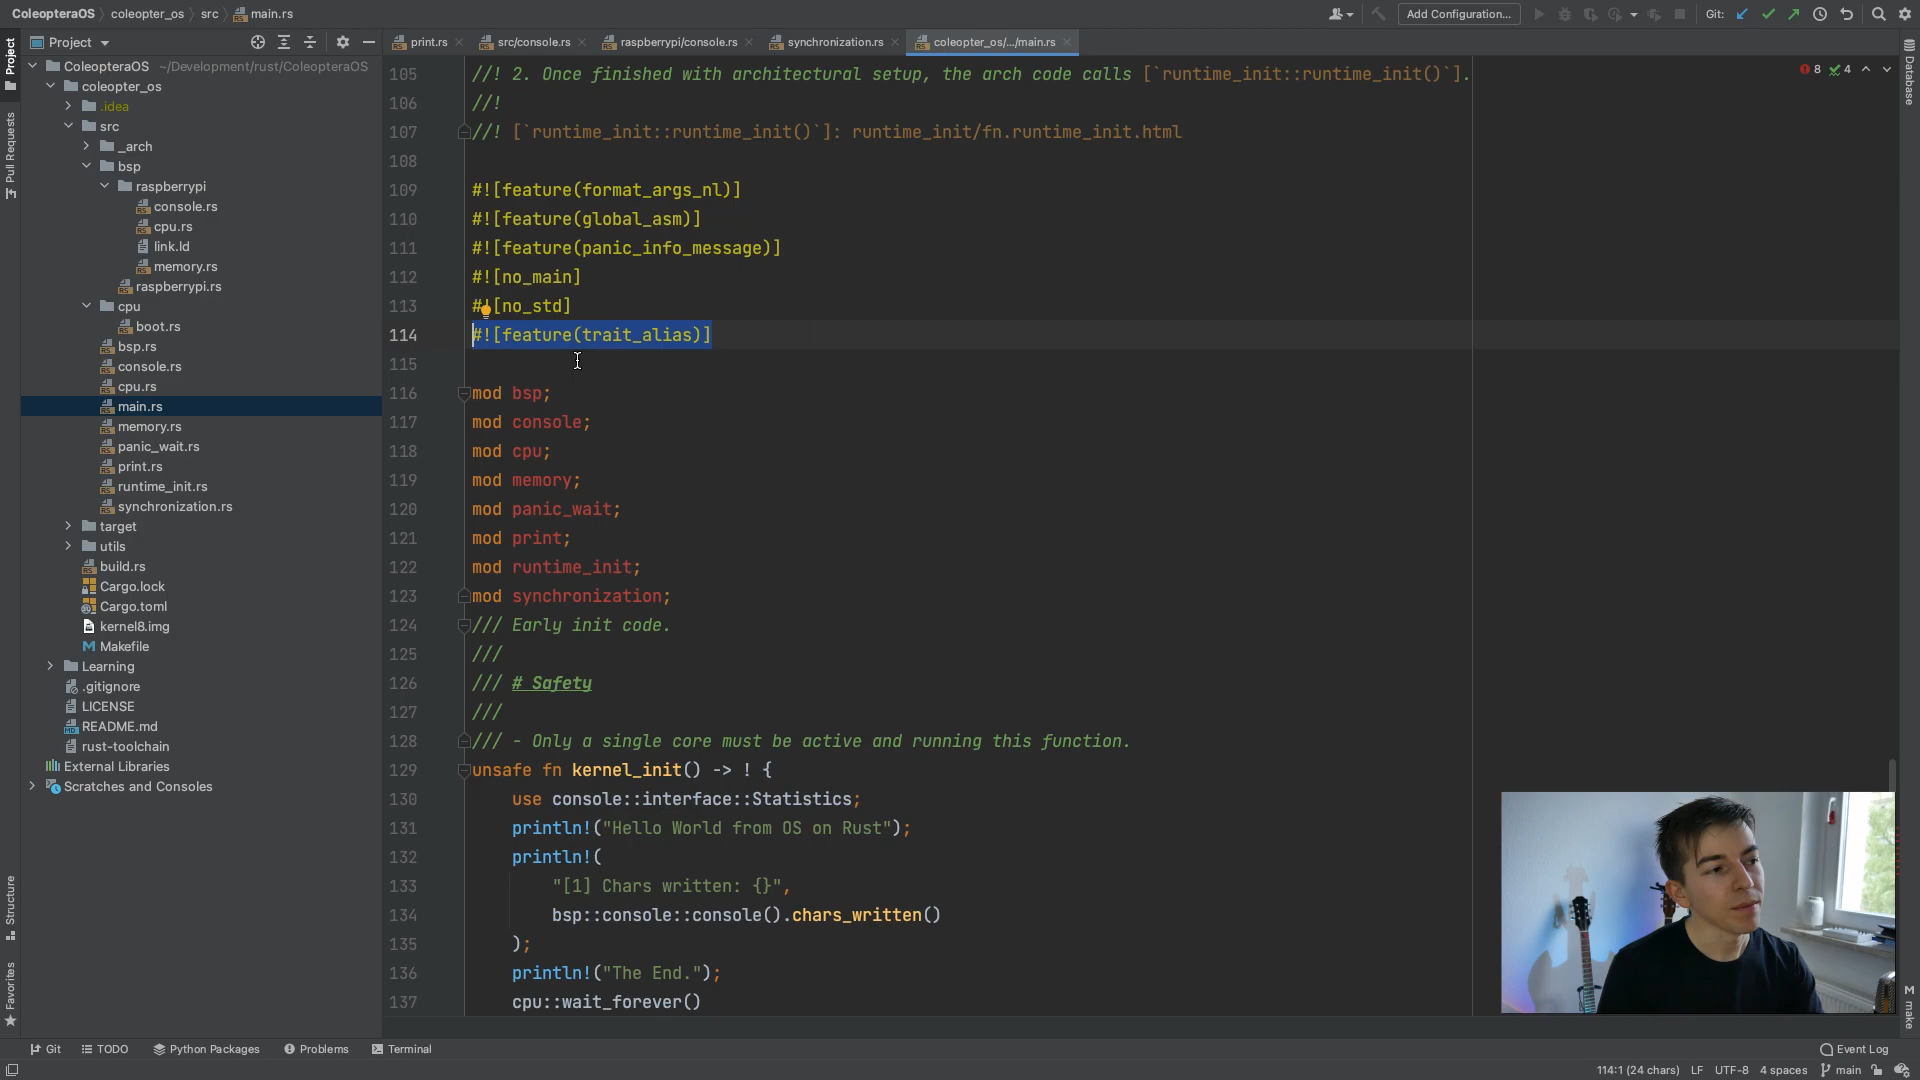 ColeopteraOS
coleopter_os
src
main.rs
Add Configuration...
Git:
Project
print.rs
src/console.rs
raspberrypi/console.rs
synchronization.rs
coleopter_os/.../main.rs
ColeopteraOS ~/Development/rust/ColeopteraOS
coleopter_os
.idea
src
_arch
bsp
raspberrypi
console.rs
cpu.rs
link.ld
memory.rs
raspberrypi.rs
cpu
boot.rs
bsp.rs
console.rs
cpu.rs
main.rs
memory.rs
panic_wait.rs
print.rs
runtime_init.rs
synchronization.rs
target
utils
build.rs
Cargo.lock
Cargo.toml
kernel8.img
Makefile
Learning
.gitignore
LICENSE
README.md
rust-toolchain
External Libraries
Scratches and Consoles
Project
Pull Requests
Structure
Favorites
8 4
105 //! 2. Once finished with architectural setup, the arch code calls [`runtime_init::runtime_init()`].
106 //!
107 //! [`runtime_init::runtime_init()`]: runtime_init/fn.runtime_init.html
108
109 #![feature(format_args_nl)]
110 #![feature(global_asm)]
111 #![feature(panic_info_message)]
112 #![no_main]
113 #![no_std]
114 #![feature(trait_alias)]
115
116 mod bsp;
117 mod console;
118 mod cpu;
119 mod memory;
120 mod panic_wait;
121 mod print;
122 mod runtime_init;
123 mod synchronization;
124 /// Early init code.
125 ///
126 /// # Safety
127 ///
128 /// - Only a single core must be active and running this function.
129 unsafe fn kernel_init() -> ! {
130 use console::interface::Statistics;
131 println!("Hello World from OS on Rust");
132 println!(
133 "[1] Chars written: {}",
134 bsp::console::console().chars_written()
135 );
136 println!("The End.");
137 cpu::wait_forever()
Database
make
Git
TODO
Python Packages
Problems
Terminal
Event Log
114:1 (24 chars) LF UTF-8 4 spaces main